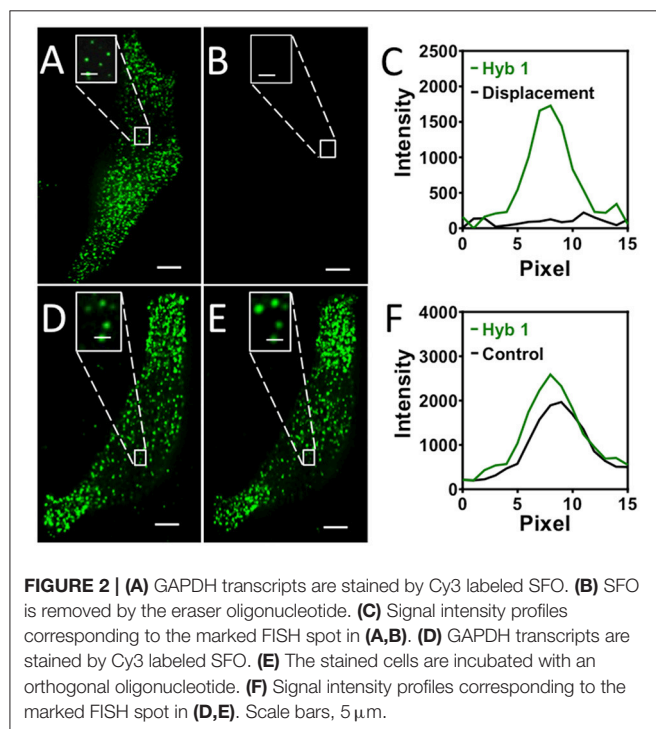 A
B
C
2500
2000
1500
1000
500
0
Intensity
Hyb 1
Displacement
0 5 10 15
Pixel
D
E
F
4000
3000
2000
1000
0
Intensity
Hyb 1
Control
0 5 10 15
Pixel
FIGURE 2 | (A) GAPDH transcripts are stained by Cy3 labeled SFO. (B) SFO
is removed by the eraser oligonucleotide. (C) Signal intensity profiles
corresponding to the marked FISH spot in (A,B). (D) GAPDH transcripts are
stained by Cy3 labeled SFO. (E) The stained cells are incubated with an
orthogonal oligonucleotide. (F) Signal intensity profiles corresponding to the
marked FISH spot in (D,E). Scale bars, 5 μm.